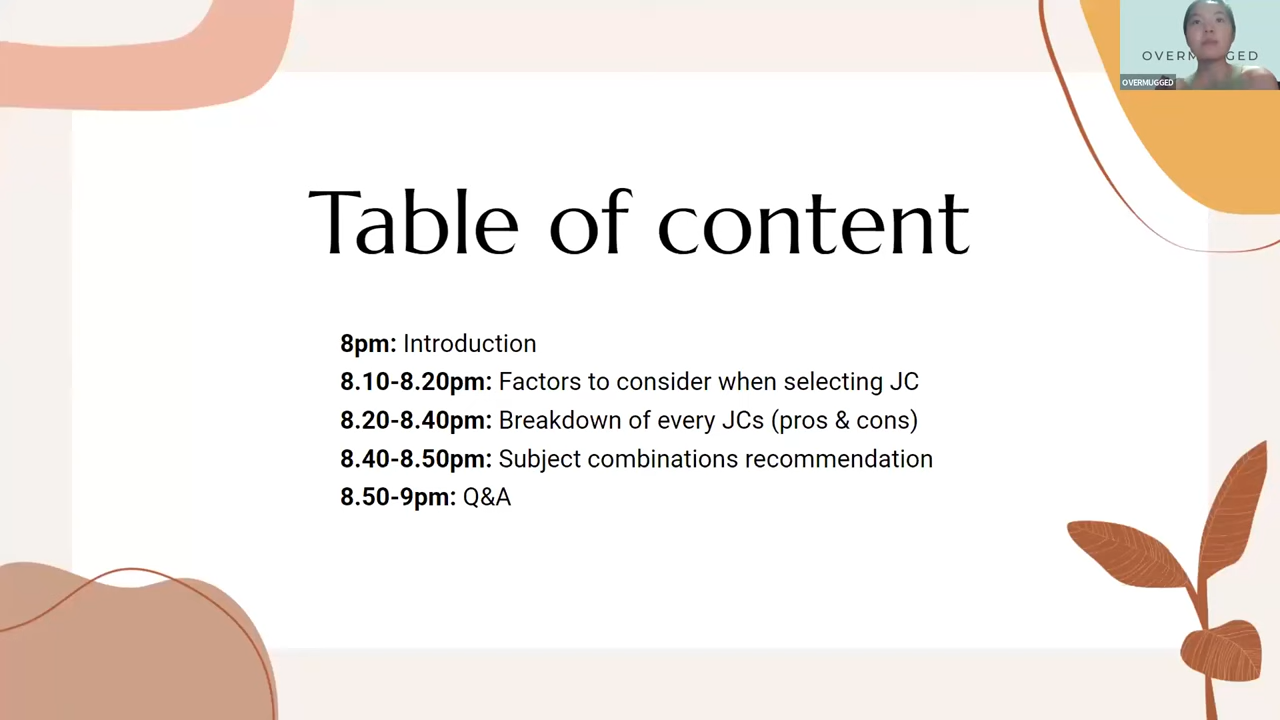 Table of content
8pm: Introduction
8.10-8.20pm: Factors to consider when selecting JC
8.20-8.40pm: Breakdown of every JCs (pros & cons)
8.40-8.50pm: Subject combinations recommendation
8.50-9pm: Q&A
OVERMUGGED